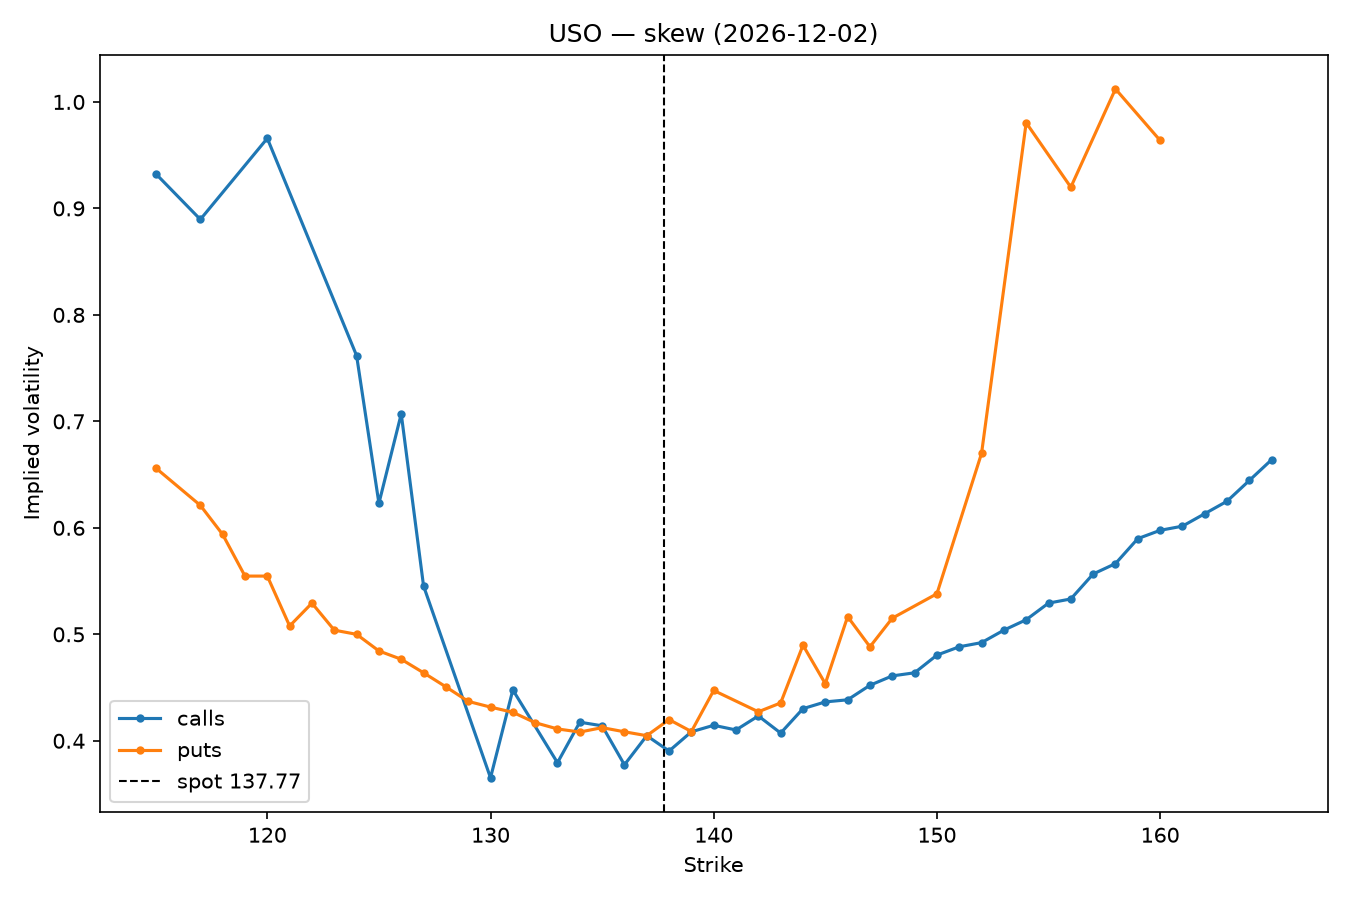 USO — skew (2026-12-02)
1.0
0.9
0.8
0.7
0.6
0.5
0.4
Implied volatility
calls
puts
spot 137.77
120 130 140 150 160
Strike